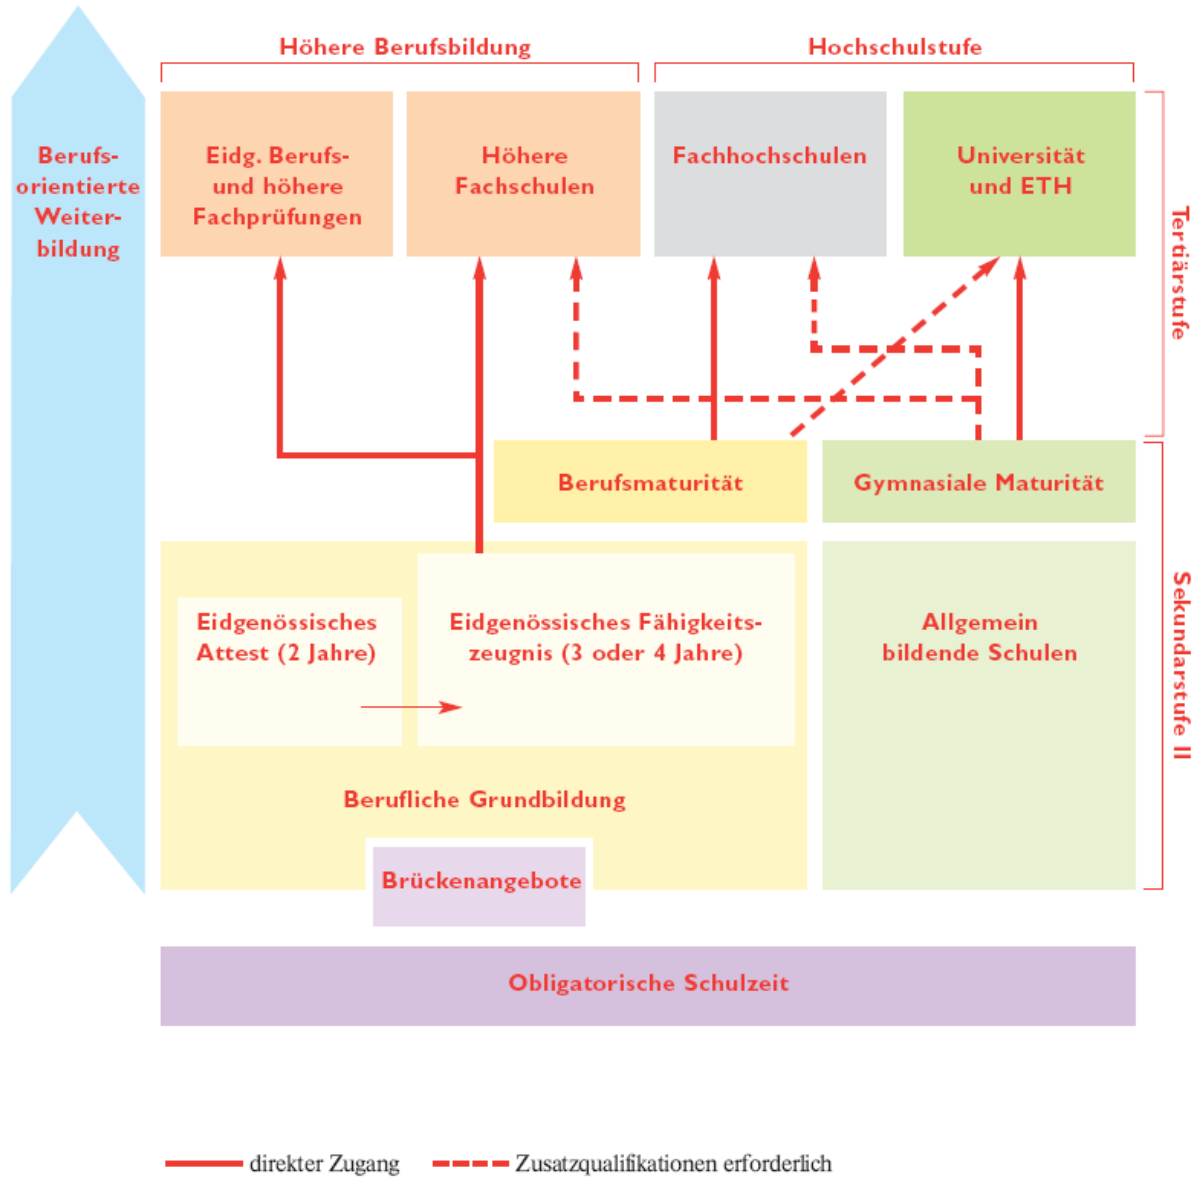 Höhere Berufsbildung
Hochschulstufe
Berufs-
orientierte
Weiter-
bildung
Eidg. Berufs-
und höhere
Fachprüfungen
Höhere
Fachschulen
Fachhochschulen
Universität
und ETH
Tertiärstufe
Berufsmaturität
Gymnasiale Maturität
Eidgenössisches
Attest (2 Jahre)
Eidgenössisches Fähigkeits-
zeugnis (3 oder 4 Jahre)
Allgemein
bildende Schulen
Sekundarstufe II
Berufliche Grundbildung
Brückenangebote
Obligatorische Schulzeit
direkter Zugang
Zusatzqualifikationen erforderlich